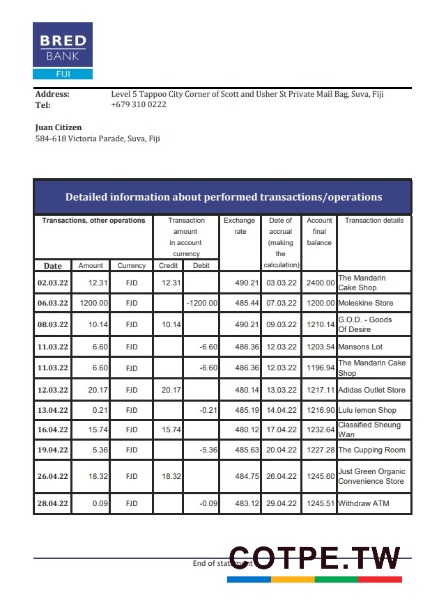 BRED
BANK
FIJI
Address: Level 5 Tappoo City Corner of Scott and Usher St Private Mail Bag, Suva, Fiji
Tel: +679 310 0222
Juan Citizen
584-618 Victoria Parade, Suva, Fiji
Detailed information about performed transactions/operations
Transactions, other operations Transaction amount in account currency Exchange rate Date of accrual (making the calculation) Account final balance Transaction details
Date Amount Currency Credit Debit
02.03.22 12.31 FJD 12.31 490.21 03.03.22 2400.00 The Mandarin Cake Shop
06.03.22 1200.00 FJD -1200.00 485.44 07.03.22 1200.00 Moleskine Store
08.03.22 10.14 FJD 10.14 490.21 09.03.22 1210.14 G.O.D. - Goods Of Desire
11.03.22 6.60 FJD -6.60 486.36 12.03.22 1203.54 Mansons Lot
11.03.22 6.60 FJD -6.60 486.36 12.03.22 1196.94 The Mandarin Cake Shop
12.03.22 20.17 FJD 20.17 480.14 13.03.22 1217.11 Adidas Outlet Store
13.04.22 0.21 FJD -0.21 485.19 14.04.22 1216.90 Lulu lemon Shop
16.04.22 15.74 FJD 15.74 480.12 17.04.22 1232.64 Classified Sheung Wan
19.04.22 5.36 FJD -5.36 485.63 20.04.22 1227.28 The Cupping Room
26.04.22 18.32 FJD 18.32 484.75 26.04.22 1245.60 Just Green Organic Convenience Store
28.04.22 0.09 FJD -0.09 483.12 29.04.22 1245.51 Withdraw ATM
End of statement
COTPE.TW